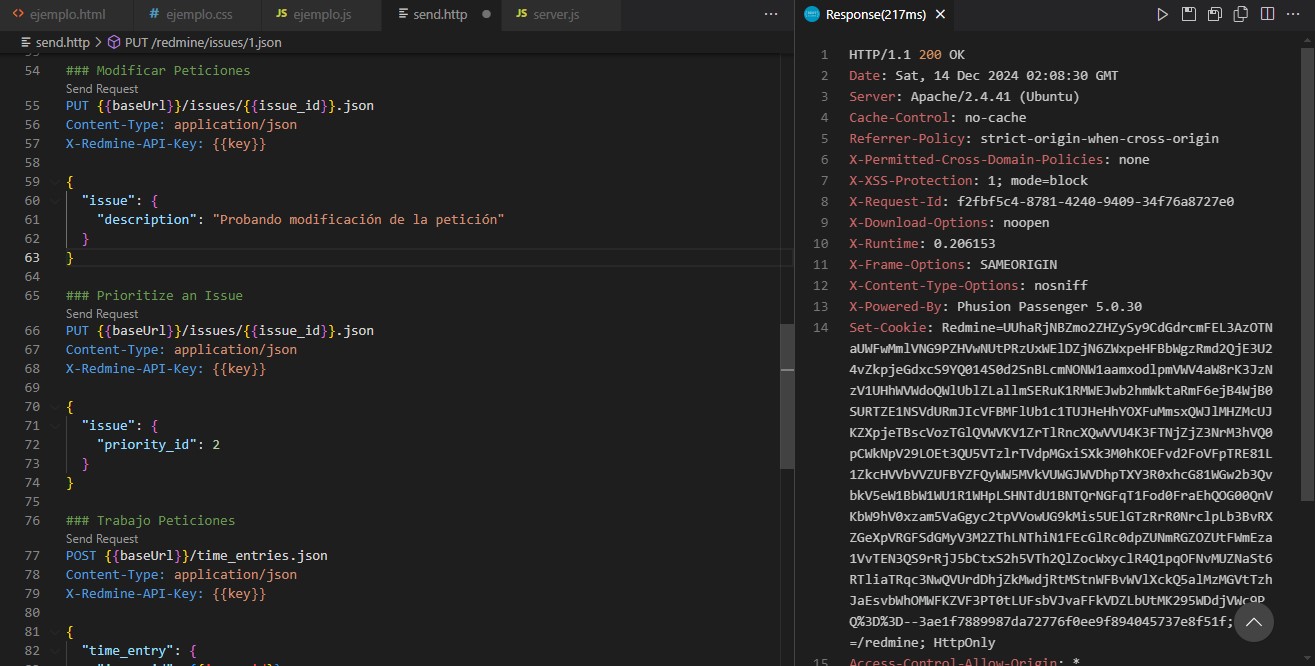 ejemplo.html
# ejemplo.css
JS ejemplo.js
send.http
JS server.js
send.http > PUT /redmine/issues/1.json
54 ### Modificar Peticiones
Send Request
55 PUT {{baseUrl}}/issues/{{issue_id}}.json
56 Content-Type: application/json
57 X-Redmine-API-Key: {{key}}
58
59 {
60 "issue": {
61 "description": "Probando modificación de la petición"
62 }
63 }
64
65 ### Prioritize an Issue
Send Request
66 PUT {{baseUrl}}/issues/{{issue_id}}.json
67 Content-Type: application/json
68 X-Redmine-API-Key: {{key}}
69
70 {
71 "issue": {
72 "priority_id": 2
73 }
74 }
75
76 ### Trabajo Peticiones
Send Request
77 POST {{baseUrl}}/time_entries.json
78 Content-Type: application/json
79 X-Redmine-API-Key: {{key}}
80
81 {
82 "time_entry": {
Response(217ms)
1 HTTP/1.1 200 OK
2 Date: Sat, 14 Dec 2024 02:08:30 GMT
3 Server: Apache/2.4.41 (Ubuntu)
4 Cache-Control: no-cache
5 Referrer-Policy: strict-origin-when-cross-origin
6 X-Permitted-Cross-Domain-Policies: none
7 X-XSS-Protection: 1; mode=block
8 X-Request-Id: f2fbf5c4-8781-4240-9409-34f76a8727e0
9 X-Download-Options: noopen
10 X-Runtime: 0.206153
11 X-Frame-Options: SAMEORIGIN
12 X-Content-Type-Options: nosniff
13 X-Powered-By: Phusion Passenger 5.0.30
14 Set-Cookie: Redmine=UUhaRjNBZmo2ZHZySy9CdGdrcmFEL3AzOTN
aUWFwMmlVNG9PZHVwNUtPRzUxWElDZjN6ZWxpeHFBbWgzRmd2QjE3U2
4vZkpjeGdxcS9YQ014S0d2SnBLcmNONW1aamxodlpmVWV4aW8rK3JzN
zV1UHhWVWdoQWlUblZLallmSERuK1RMWEJwb2hmWktaRmF6ejB4WjB0
SURTZE1NSVdURmJIcVFBMFlUb1c1TUJHeHhYOXFuMmsxQWJlMHZMcUJ
KZXpjeTBscVozTGlQVWVKV1ZrTlRncXQwVVU4K3FTNjZjZ3NrM3hVQ0
pCWkNpV29LOEt3QU5VTzlrTVdpMGxiSXk3M0hKOEFvd2FoVFpTRE81L
1ZkcHVVbVVZUFBYZFQyWW5MVkVUWGJWVDhpTXY3R0xhcG81WGw2b3Qv
bkV5eW1BbW1WU1R1WHpLSHNTdU1BNTQrNGFqT1Fod0FraEhQOG00QnV
KbW9hV0xzam5VaGgyc2tpVVowUG9kMis5UElGTzRrR0NrclpLb3BvRX
ZGeXpVRGFSdGMyV3M2ZThLNThiN1FEcGlRc0dpZUNmRGZOZUtFWmEza
1VvTEN3QS9rRjJ5bCtxS2h5VTh2QlZocWxyclR4Q1pqOFNvMUZNaSt6
RTliaTRqc3NwQVUrdDhjZkMwdjRtMStnWFBvWVlXckQ5alMzMGVtTzh
JaEsvbWhOMWFKZVF3PT0tLUFsbVJvaFFkVDZLbUtMK295WDdjVWc9P
Q%3D%3D--3ae1f7889987da72776f0ee9f894045737e8f51f;
=/redmine; HttpOnly
15 Access-Control-Allow-Origin: *